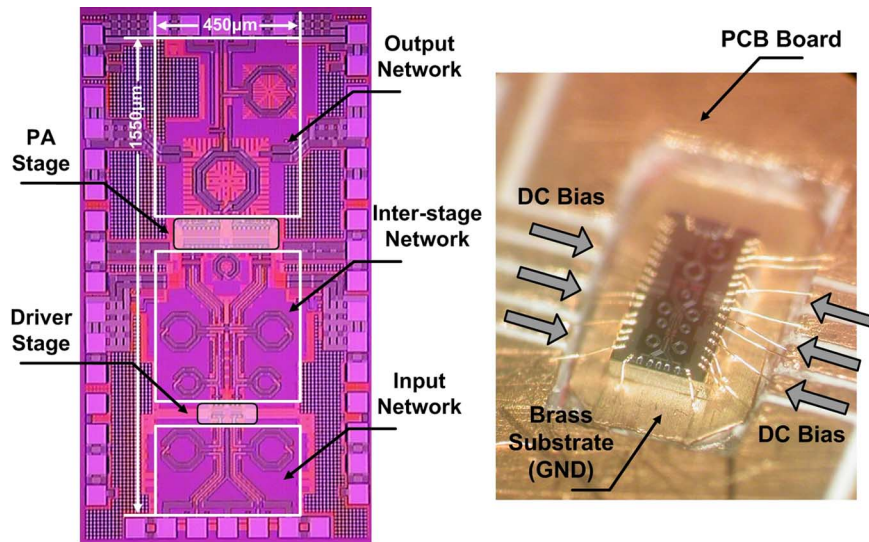 450µm
1550µm
Output
Network
PA
Stage
Inter-stage
Network
Driver
Stage
Input
Network
PCB Board
DC Bias
Brass
Substrate
(GND)
DC Bias